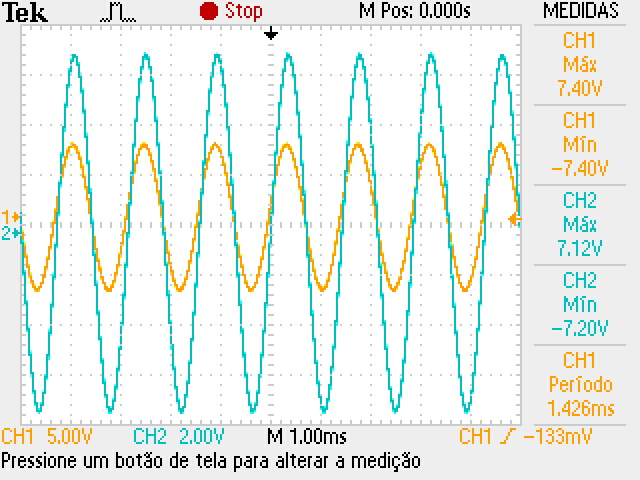 Tek Stop M Pos: 0.000s MEDIDAS
CH1
Máx
7.40V
CH1
Mín
−7.40V
CH2
Máx
7.12V
CH2
Mín
−7.20V
CH1
Período
1.426ms
1
2
CH1 5.00V CH2 2.00V M 1.00ms CH1 −133mV
Pressione um botão de tela para alterar a medição